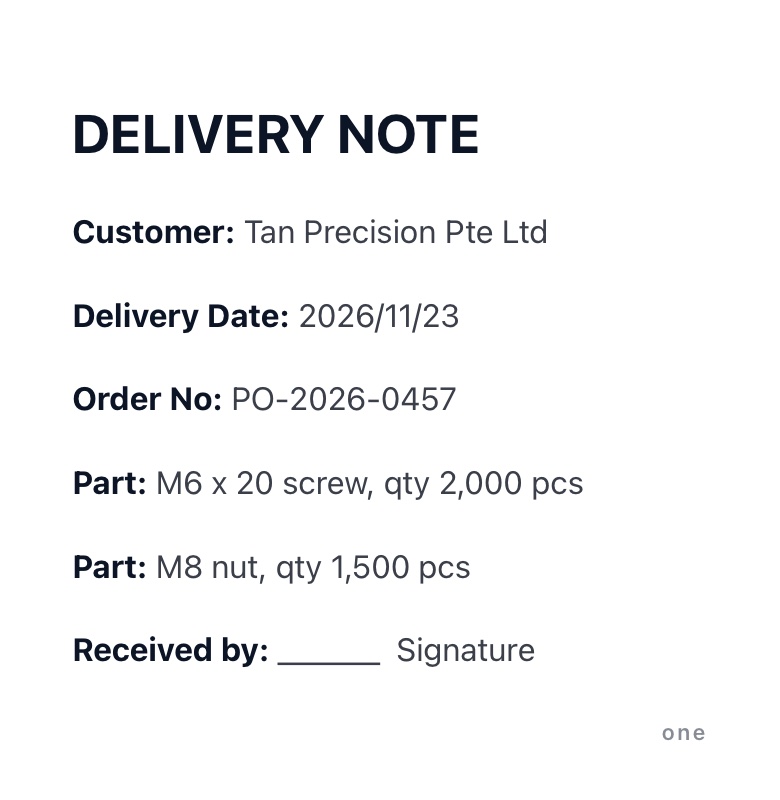 DELIVERY NOTE
Customer: Tan Precision Pte Ltd
Delivery Date: 2026/11/23
Order No: PO-2026-0457
Part: M6 x 20 screw, qty 2,000 pcs
Part: M8 nut, qty 1,500 pcs
Received by: _______ Signature
one